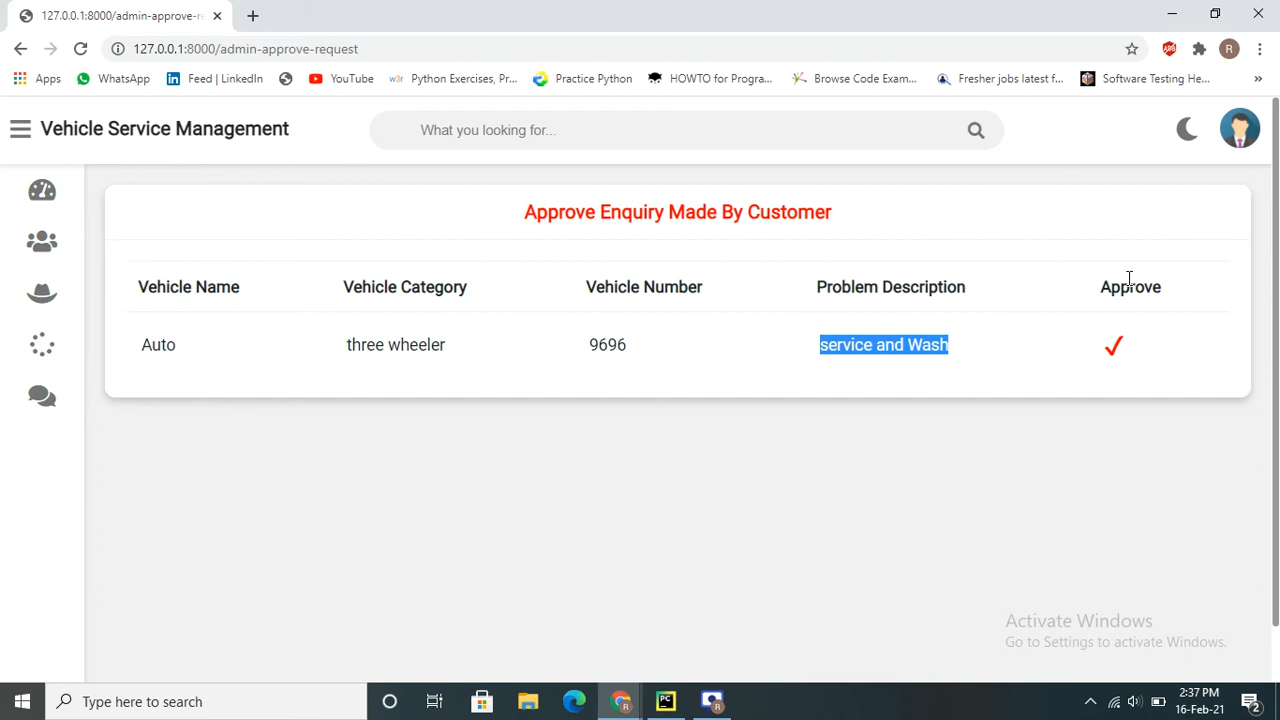 127.0.0.1:8000/admin-approve-re
127.0.0.1:8000/admin-approve-request
R
Apps
WhatsApp
Feed | LinkedIn
YouTube
w3r Python Exercises, Pr...
Practice Python
HOWTO for Progra...
Browse Code Exam...
Fresher jobs latest f...
Software Testing He...
»
Vehicle Service Management
What you looking for...
Approve Enquiry Made By Customer
Vehicle Name Vehicle Category Vehicle Number Problem Description Approve
Auto three wheeler 9696 service and Wash
Activate Windows
Go to Settings to activate Windows.
Type here to search
PC
2:37 PM
16-Feb-21
2